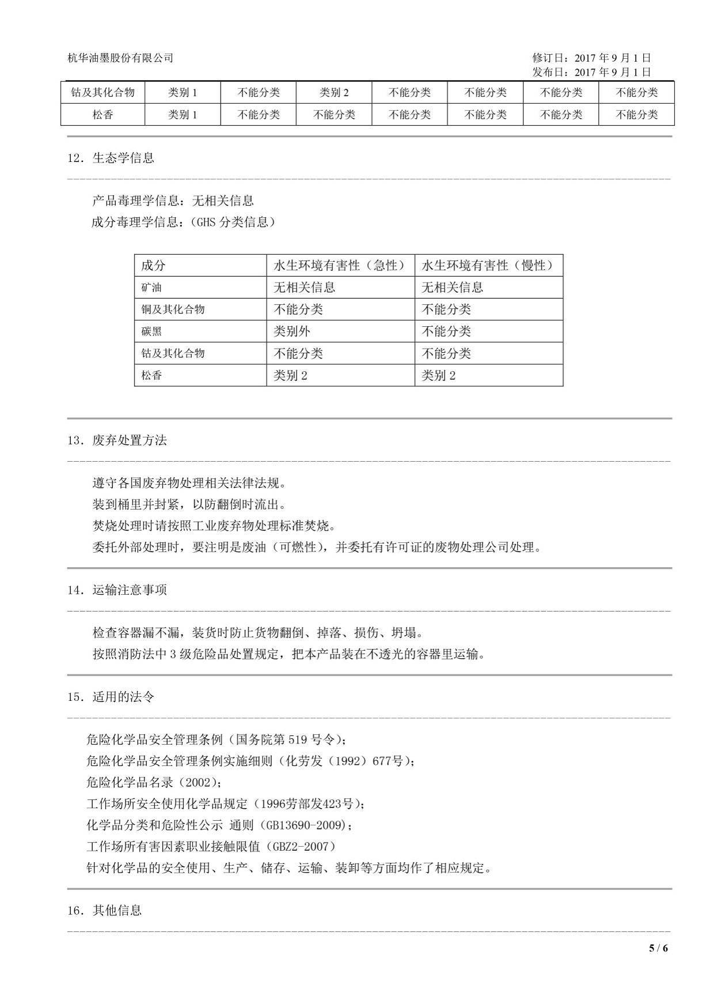 杭华油墨股份有限公司 修订日：2017 年 9 月 1 日
发布日：2017 年 9 月 1 日
钴及其化合物 类别 1 不能分类 类别 2 不能分类 不能分类 不能分类 不能分类
松香 类别 1 不能分类 不能分类 不能分类 不能分类 不能分类 不能分类
12. 生态学信息
产品毒理学信息：无相关信息
成分毒理学信息：（GHS 分类信息）
成分 水生环境有害性（急性） 水生环境有害性（慢性）
矿油 无相关信息 无相关信息
铜及其化合物 不能分类 不能分类
碳黑 类别外 不能分类
钴及其化合物 不能分类 不能分类
松香 类别 2 类别 2
13. 废弃处置方法
遵守各国废弃物处理相关法律法规。
装到桶里并封紧，以防翻倒时流出。
焚烧处理时请按照工业废弃物处理标准焚烧。
委托外部处理时，要注明是废油（可燃性），并委托有许可证的废物处理公司处理。
14. 运输注意事项
检查容器漏不漏，装货时防止货物翻倒、掉落、损伤、坍塌。
按照消防法中 3 级危险品处置规定，把本产品装在不透光的容器里运输。
15. 适用的法令
危险化学品安全管理条例（国务院第 519 号令）；
危险化学品安全管理条例实施细则（化劳发（1992）677号）；
危险化学品名录（2002）；
工作场所安全使用化学品规定（1996劳部发423号）；
化学品分类和危险性公示 通则（GB13690-2009)；
工作场所有害因素职业接触限值（GBZ2-2007）
针对化学品的安全使用、生产、储存、运输、装卸等方面均作了相应规定。
16. 其他信息
5 / 6